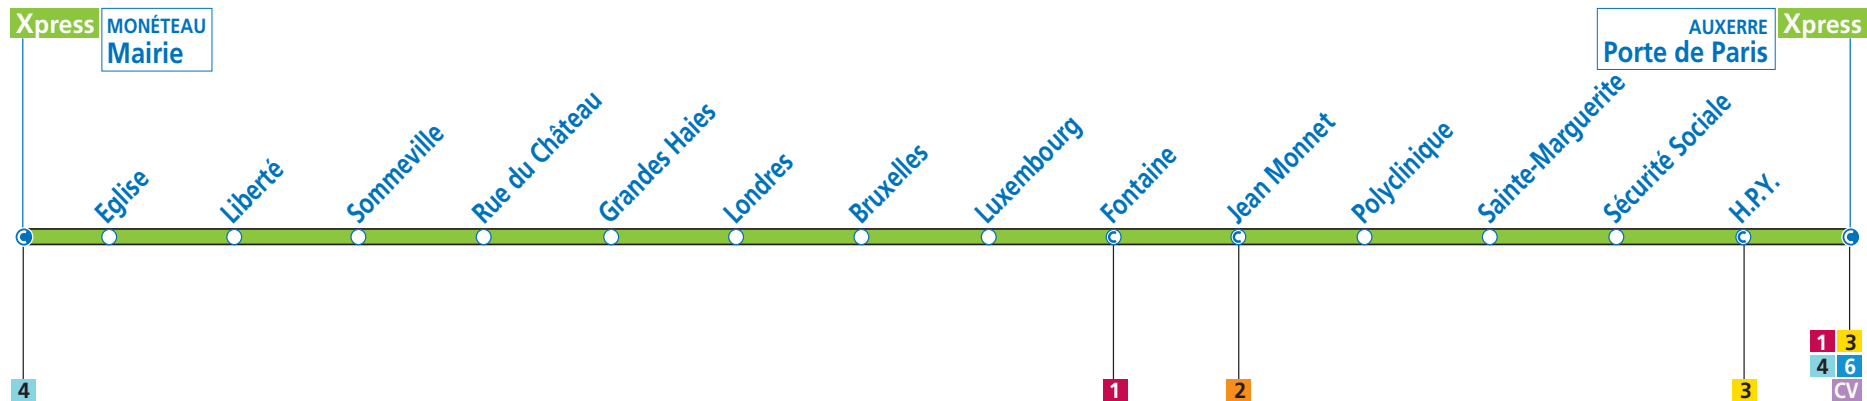 Xpress
MONÉTEAU
Mairie
AUXERRE
Porte de Paris
Xpress
Eglise
Liberté
Sommeville
Rue du Château
Grandes Haies
Londres
Bruxelles
Luxembourg
Fontaine
Jean Monnet
Polyclinique
Sainte-Marguerite
Sécurité Sociale
H.P.Y.
C
C
C
C
C
4
1
2
3
1 3
4 6
CV